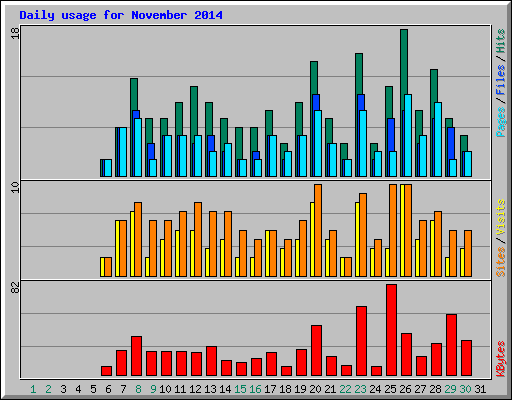 Daily usage for November 2014
18
Pages / Files / Hits
10
Sites / Visits
82
KBytes
1 2 3 4 5 6 7 8 9 10 11 12 13 14 15 16 17 18 19 20 21 22 23 24 25 26 27 28 29 30 31